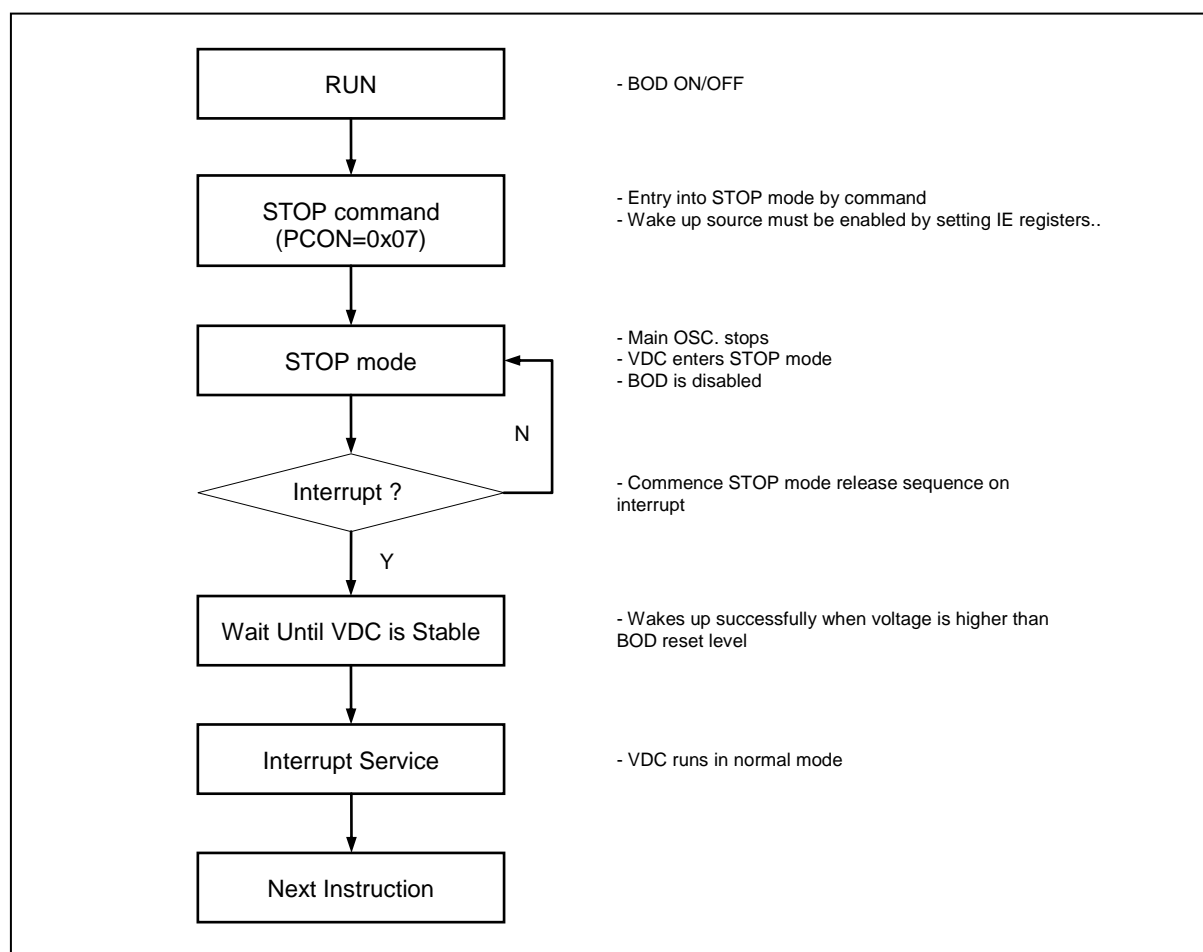 RUN
- BOD ON/OFF
STOP command
(PCON=0x07)
- Entry into STOP mode by command
- Wake up source must be enabled by setting IE registers..
STOP mode
- Main OSC. stops
- VDC enters STOP mode
- BOD is disabled
N
Interrupt ?
- Commence STOP mode release sequence on
interrupt
Y
Wait Until VDC is Stable
- Wakes up successfully when voltage is higher than
BOD reset level
Interrupt Service
- VDC runs in normal mode
Next Instruction